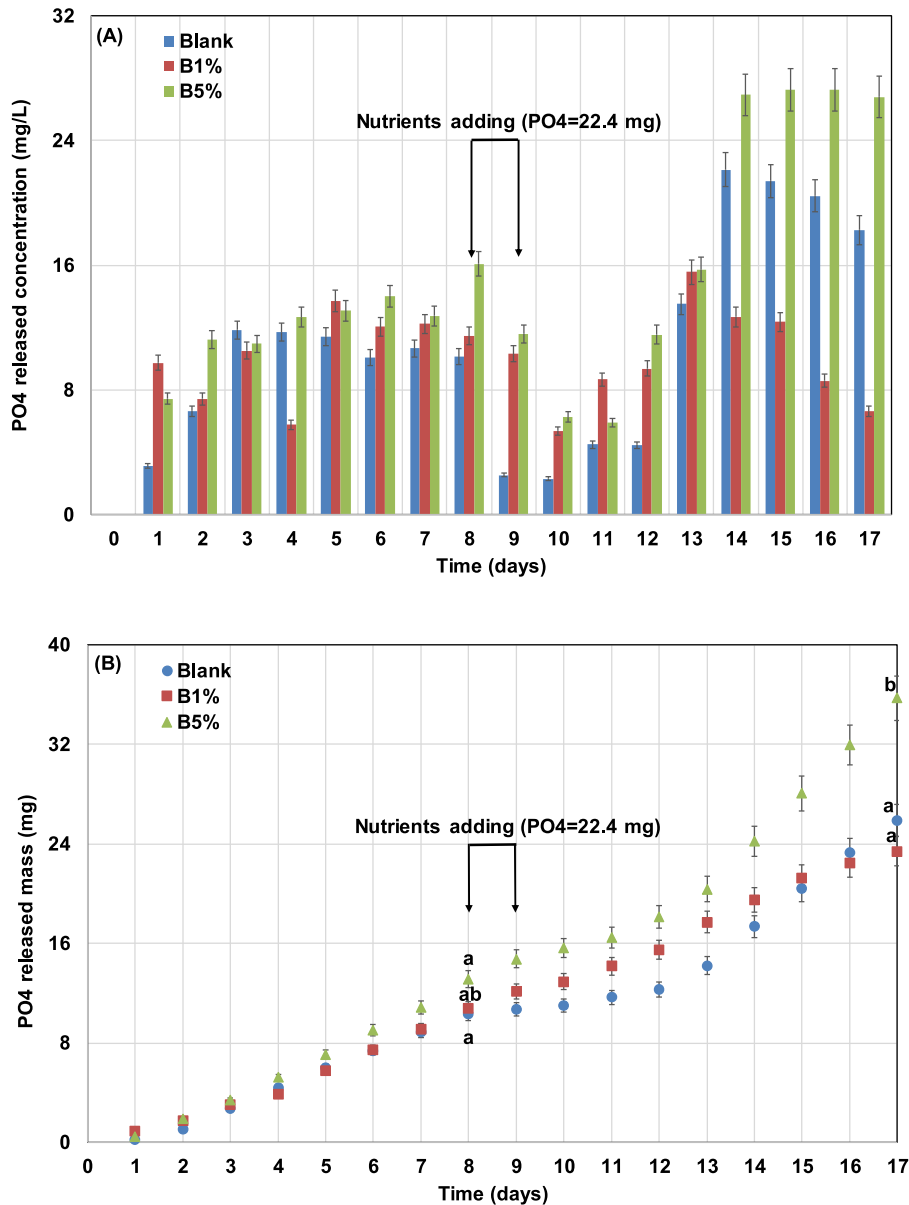 (A)
Blank
B1%
B5%
Nutrients adding (PO4=22.4 mg)
PO4 released concentration (mg/L)
32
24
16
8
0
0 1 2 3 4 5 6 7 8 9 10 11 12 13 14 15 16 17
Time (days)
(B)
Blank
B1%
B5%
Nutrients adding (PO4=22.4 mg)
PO4 released mass (mg)
40
32
24
16
8
0
a
ab
a
b
a
a
0 1 2 3 4 5 6 7 8 9 10 11 12 13 14 15 16 17
Time (days)